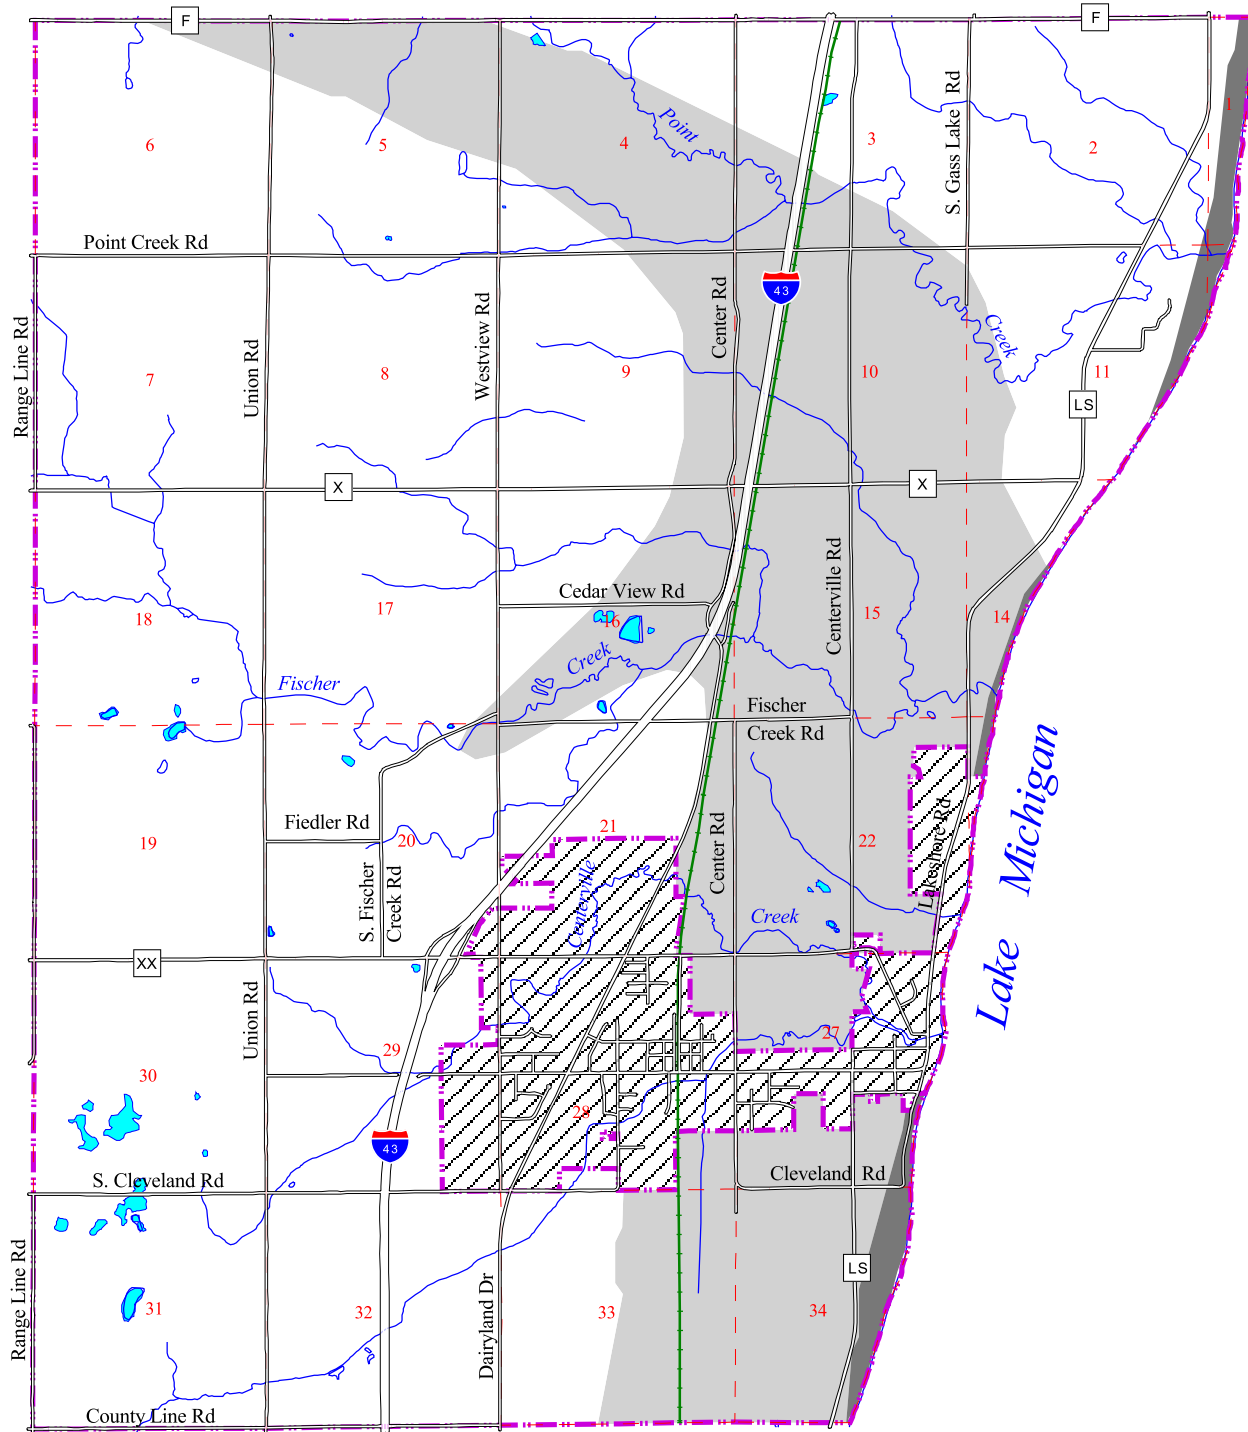 F
F
1
6
5
4
Point
3
2
S. Gass Lake Rd
Point Creek Rd
43
Range Line Rd
Union Rd
Westview Rd
Center Rd
Creek
7
8
9
10
11
LS
X
X
Cedar View Rd
Centerville Rd
18
17
16
15
14
Creek
Fischer
Fischer
Creek Rd
Lake Michigan
Fiedler Rd
19
20
21
22
S. Fischer
Creek Rd
Centerville
Center Rd
Lakeshore Rd
Creek
XX
Union Rd
29
27
30
28
43
S. Cleveland Rd
Cleveland Rd
Range Line Rd
Dairyland Dr
LS
31
32
33
34
County Line Rd